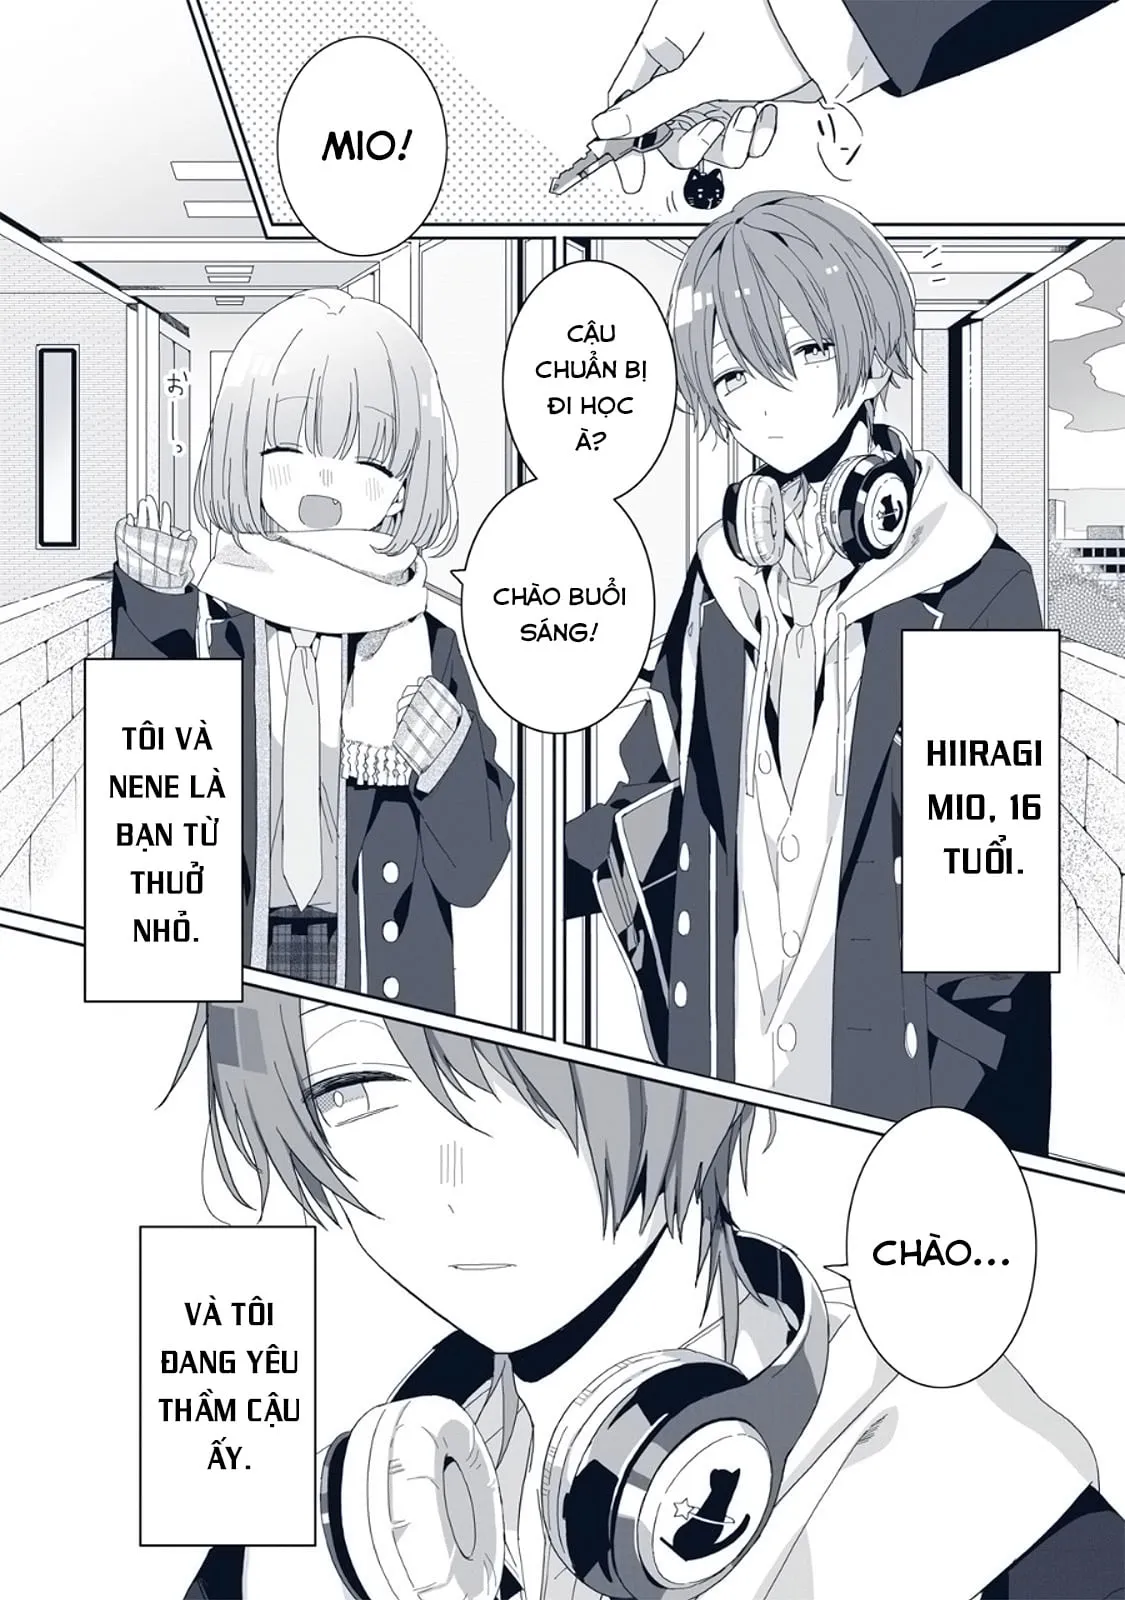 MIO!
CẬU
CHUẨN BỊ
ĐI HỌC
À?
CHÀO BUỔI
SÁNG!
おーっ
HIIRAGI
MIO, 16
TUỔI.
TÔI VÀ
NENE LÀ
BẠN TỪ
THUỞ
NHỎ.
CHÀO...
VÀ TÔI
ĐANG YÊU
THẦM CẬU
ẤY.